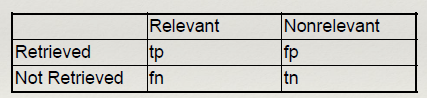 Relevant Nonrelevant
Retrieved tp fp
Not Retrieved fn tn